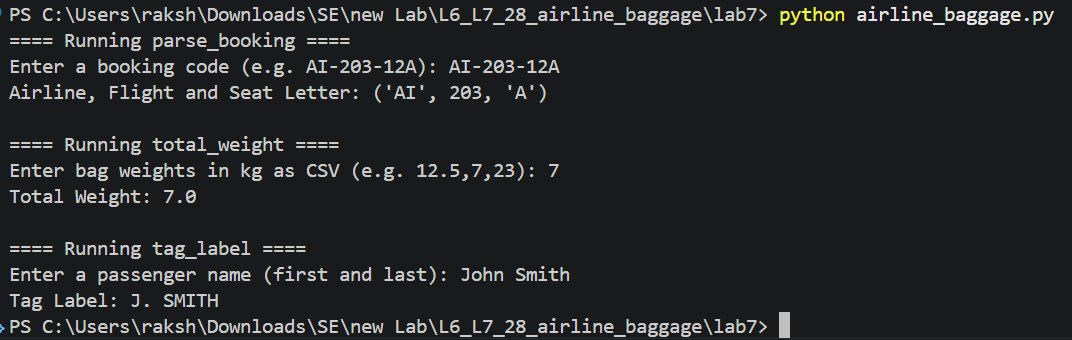 PS C:\Users\raksh\Downloads\SE\new Lab\L6_L7_28_airline_baggage\lab7> python airline_baggage.py
==== Running parse_booking ====
Enter a booking code (e.g. AI-203-12A): AI-203-12A
Airline, Flight and Seat Letter: ('AI', 203, 'A')

==== Running total_weight ====
Enter bag weights in kg as CSV (e.g. 12.5,7,23): 7
Total Weight: 7.0

==== Running tag_label ====
Enter a passenger name (first and last): John Smith
Tag Label: J. SMITH
PS C:\Users\raksh\Downloads\SE\new Lab\L6_L7_28_airline_baggage\lab7>